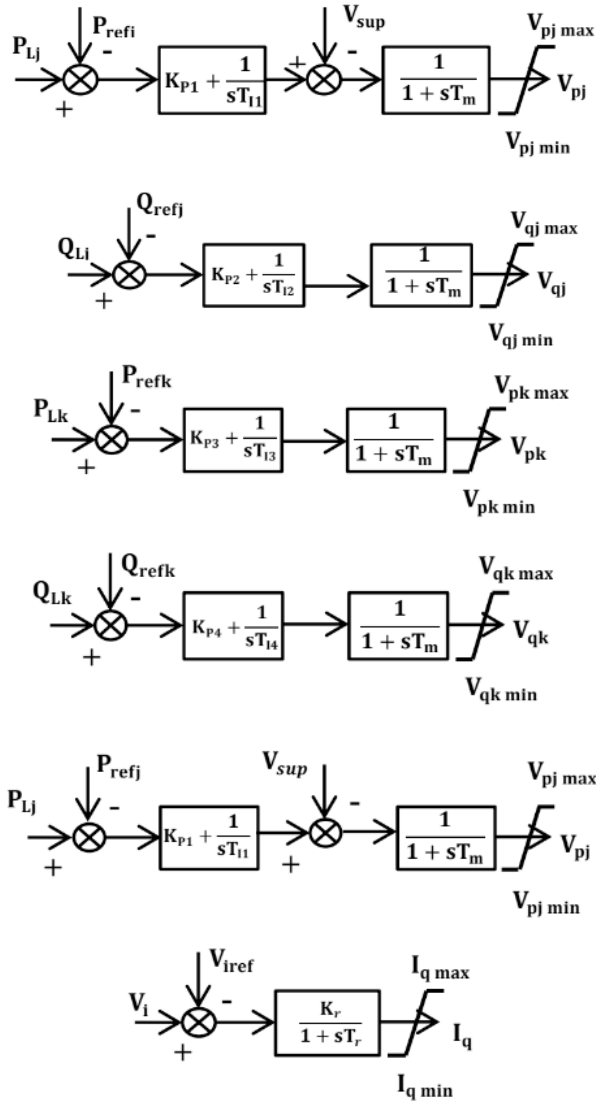 P_Lj P_refi - + K_P1 + 1/sT_I1 + V_sup - 1/1 + sT_m V_pj max V_pj V_pj min
Q_Li Q_refj - + K_P2 + 1/sT_I2 1/1 + sT_m V_qj max V_qj V_qj min
P_Lk P_refk - + K_P3 + 1/sT_I3 1/1 + sT_m V_pk max V_pk V_pk min
Q_Lk Q_refk - + K_P4 + 1/sT_I4 1/1 + sT_m V_qk max V_qk V_qk min
P_Lj P_refj - + K_P1 + 1/sT_I1 + V_sup - 1/1 + sT_m V_pj max V_pj V_pj min
V_i V_iref - + K_r/1 + sT_r I_q max I_q I_q min